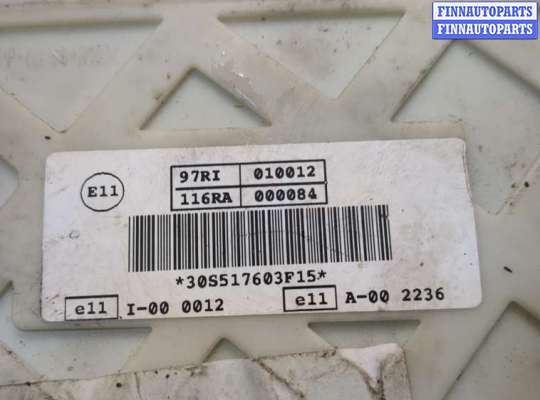 FINNAUTOPARTS
FINNAUTOPARTS
E11
97RI 010012
116RA 000084
*30S517603F15*
e11 I-00 0012 e11 A-00 2236